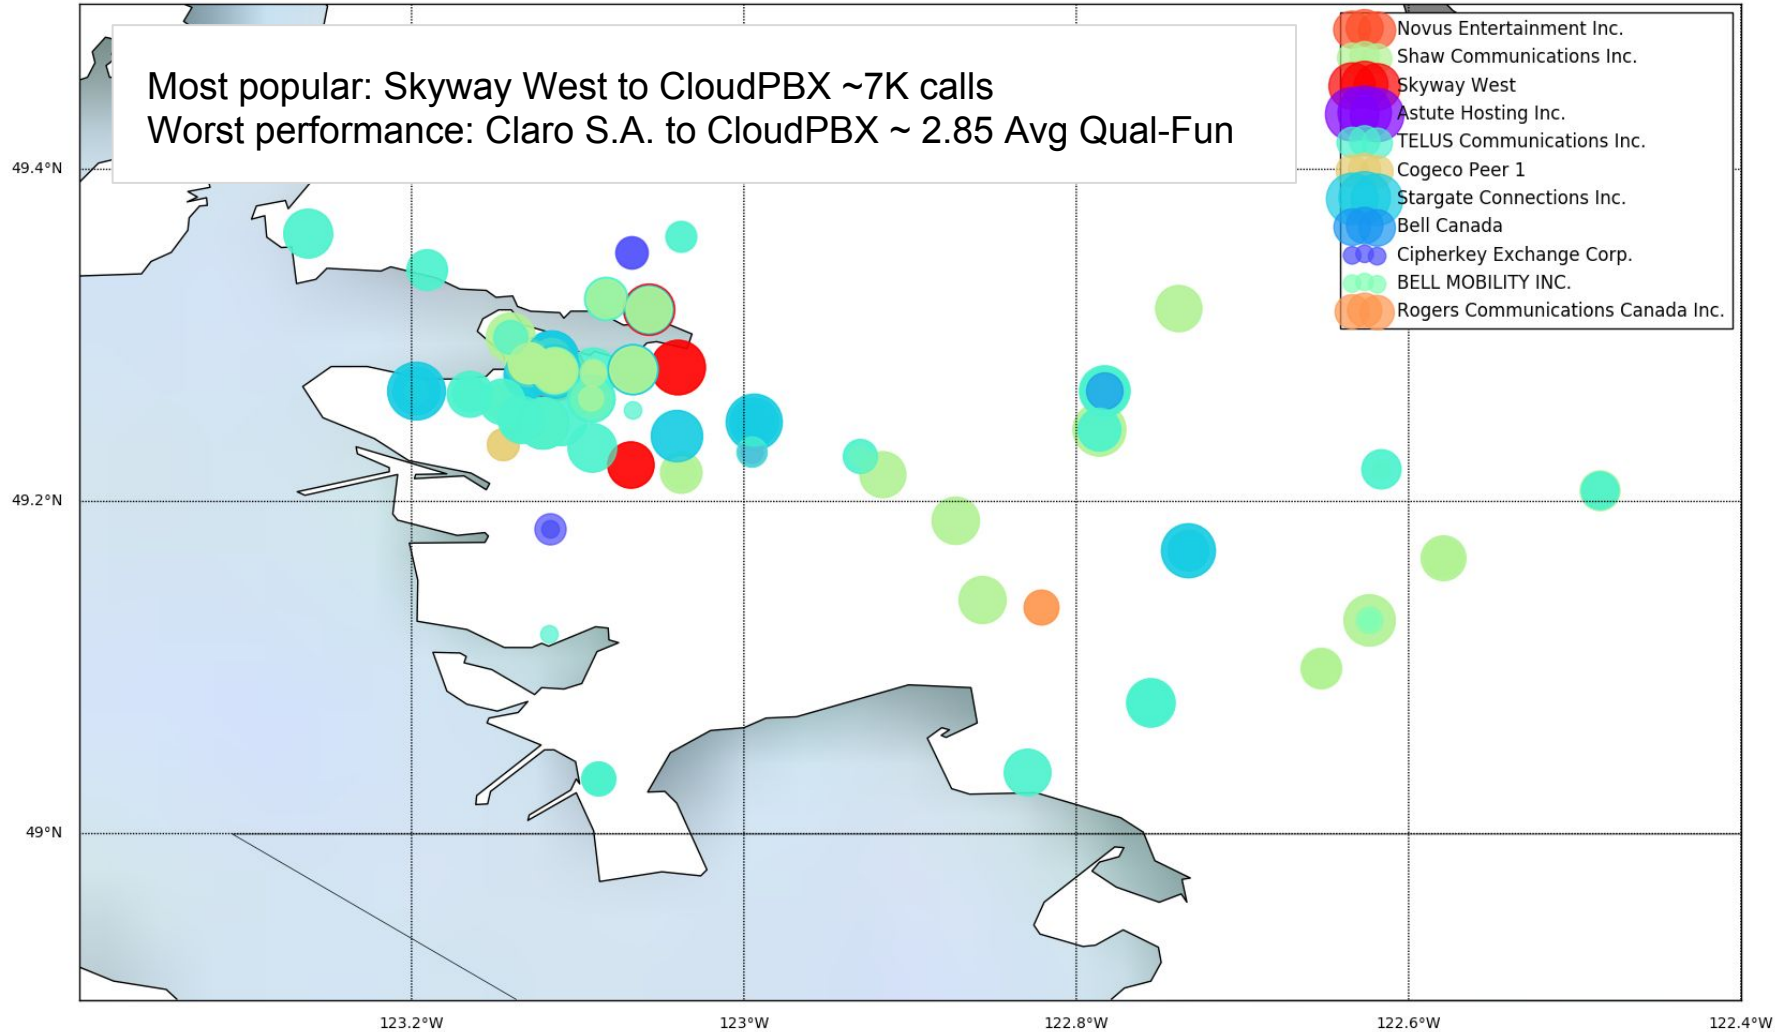 Most popular: Skyway West to CloudPBX ~7K calls
Worst performance: Claro S.A. to CloudPBX ~ 2.85 Avg Qual-Fun
Novus Entertainment Inc.
Shaw Communications Inc.
Skyway West
Astute Hosting Inc.
TELUS Communications Inc.
Cogeco Peer 1
Stargate Connections Inc.
Bell Canada
Cipherkey Exchange Corp.
BELL MOBILITY INC.
Rogers Communications Canada Inc.
49.4°N
49.2°N
49°N
123.2°W
123°W
122.8°W
122.6°W
122.4°W